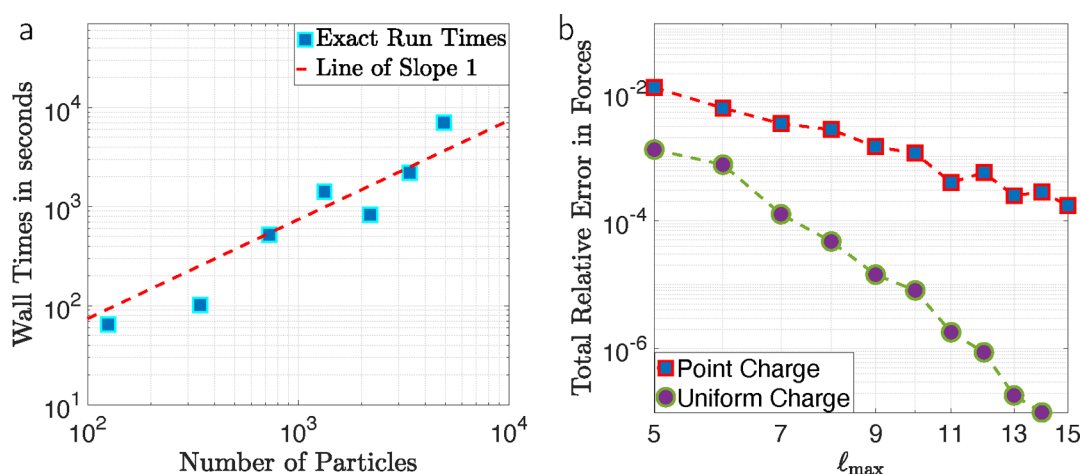 a
Exact Run Times
Line of Slope 1
Wall Times in seconds
10^4
10^3
10^2
10^1
10^2
10^3
10^4
Number of Particles
b
Total Relative Error in Forces
10^-2
10^-4
10^-6
Point Charge
Uniform Charge
5
7
9
11
13
15
ℓ_max